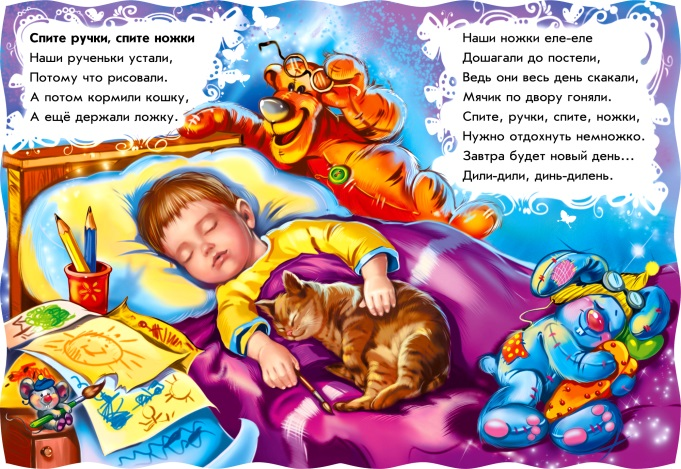 Спите ручки, спите ножки
Наши рученьки устали,
Потому что рисовали.
А потом кормили кошку,
А ещё держали ложку.
Наши ножки еле-еле
Дошагали до постели,
Ведь они весь день скакали,
Мячик по двору гоняли.
Спите, ручки, спите, ножки,
Нужно отдохнуть немножко.
Завтра будет новый день...
Дили-дили, динь-дилень.